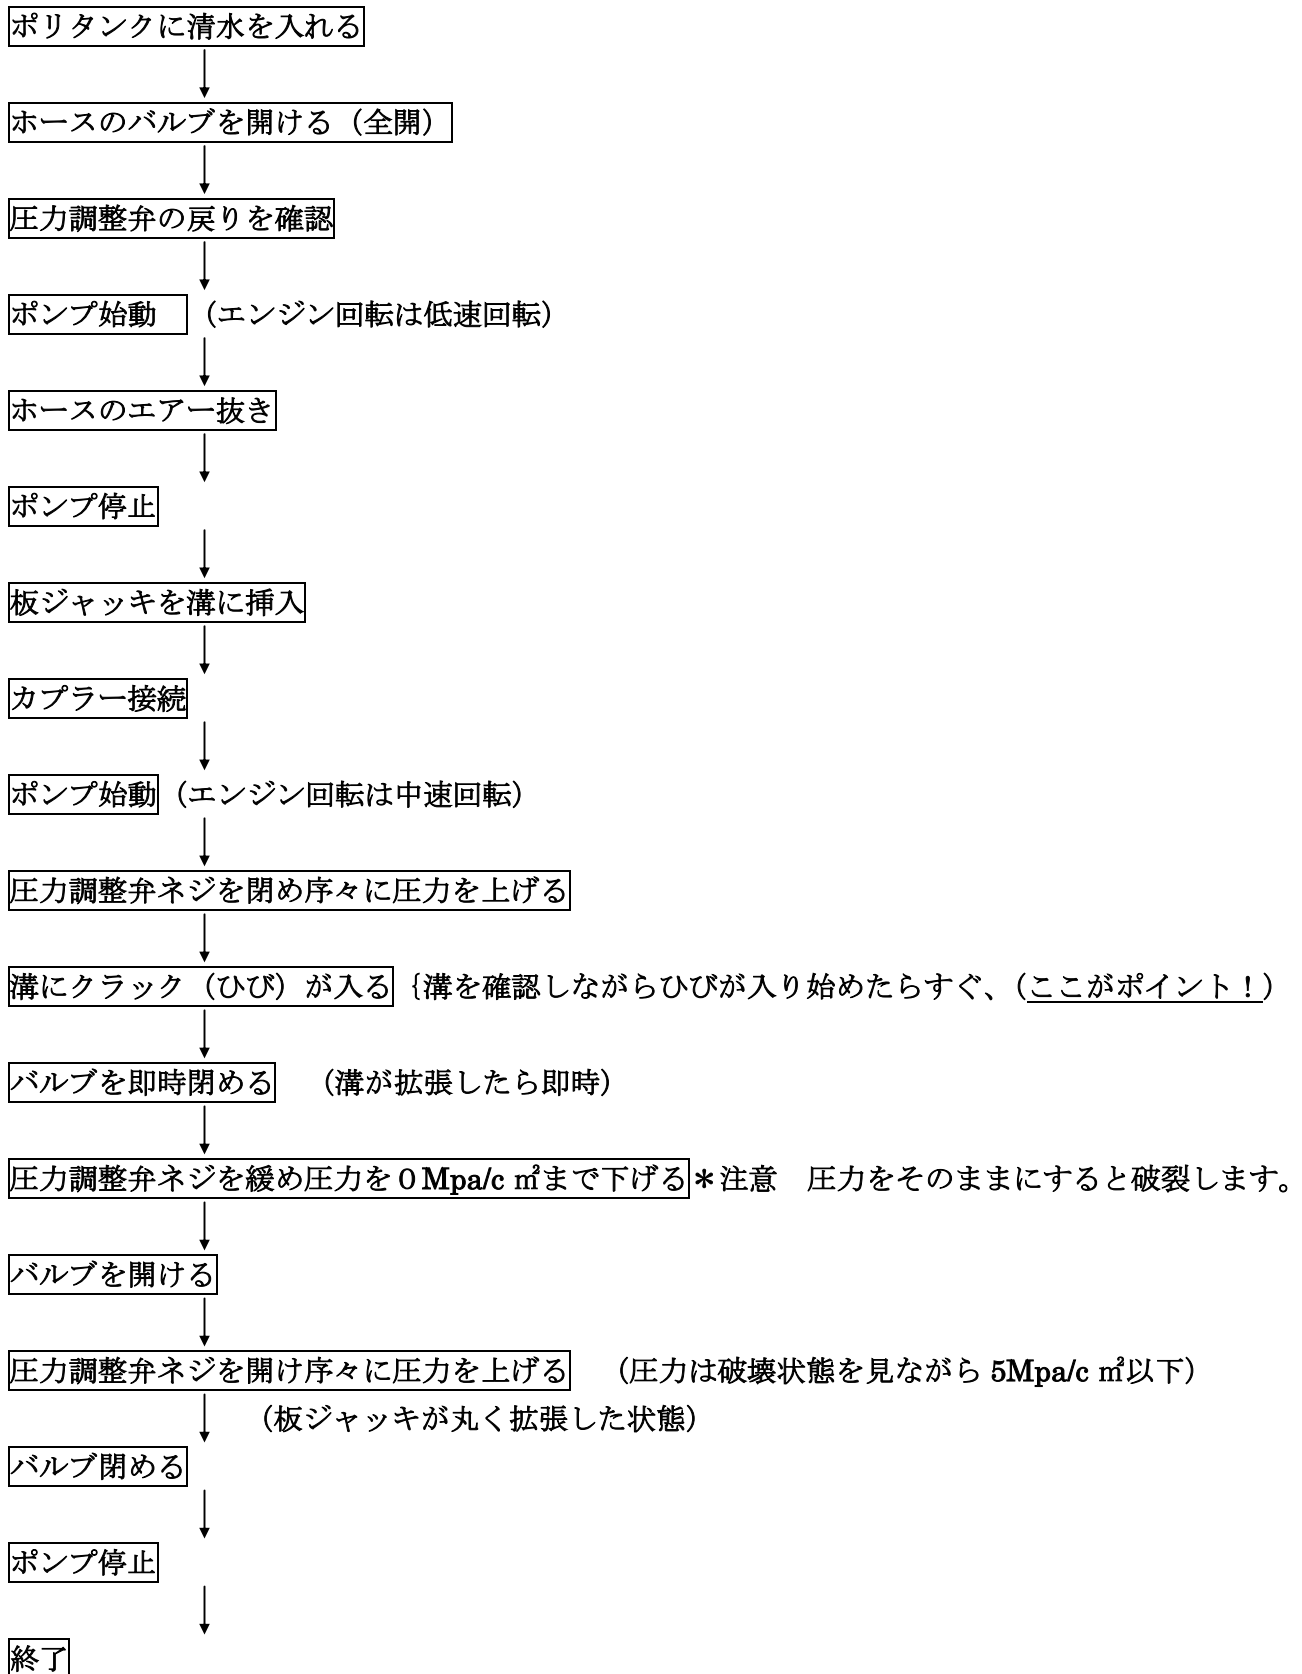 ポリタンクに清水を入れる
ホースのバルブを開ける（全開）
圧力調整弁の戻りを確認
ポンプ始動　（エンジン回転は低速回転）
ホースのエアー抜き
ポンプ停止
板ジャッキを溝に挿入
カプラー接続
ポンプ始動（エンジン回転は中速回転）
圧力調整弁ネジを閉め序々に圧力を上げる
溝にクラック（ひび）が入る｛溝を確認しながらひびが入り始めたらすぐ、（ここがポイント！）
バルブを即時閉める　（溝が拡張したら即時）
圧力調整弁ネジを緩め圧力を０Mpa/c ㎡まで下げる＊注意　圧力をそのままにすると破裂します。
バルブを開ける
圧力調整弁ネジを開け序々に圧力を上げる　（圧力は破壊状態を見ながら 5Mpa/c ㎡以下）
（板ジャッキが丸く拡張した状態）
バルブ閉める
ポンプ停止
終了